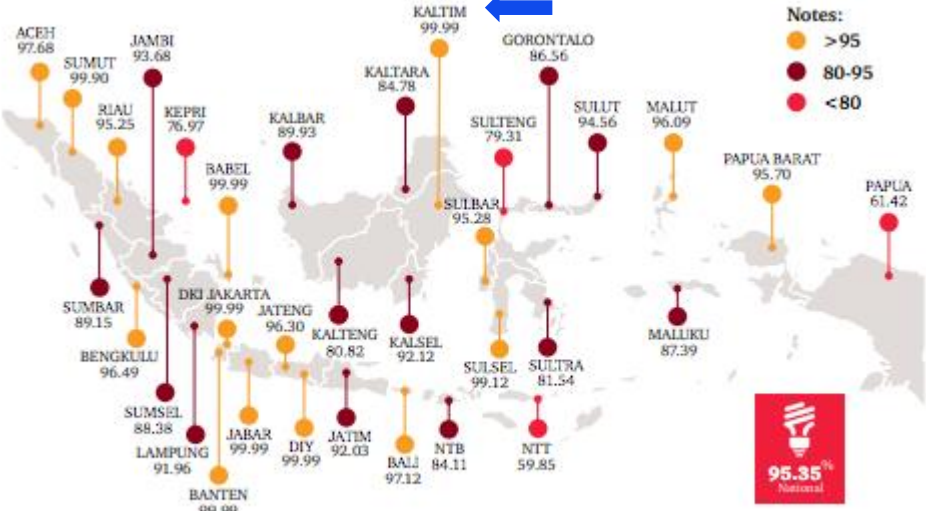 KALTIM
99.99
Notes:
>95
80-95
<80
ACEH
97.68
SUMUT
99.90
JAMBI
93.68
GORONTALO
86.56
KALTARA
84.78
RIAU
95.25
KEPRI
76.97
KALBAR
89.93
SULTENG
79.31
SULUT
94.56
MALUT
96.09
BABEL
99.99
PAPUA BARAT
95.70
PAPUA
61.42
SULBAR
95.28
SUMBAR
89.15
DKI JAKARTA
99.99
JATENG
96.30
KALTENG
80.82
KALSEL
92.12
MALUKU
87.39
BENGKULU
96.49
SULSEL
99.12
SULTRA
81.54
SUMSEL
88.38
LAMPUNG
91.96
JABAR
99.99
DIY
99.99
JATIM
92.03
BALI
97.12
NTB
84.11
NTT
59.85
BANTEN
99.99
95.35%
National